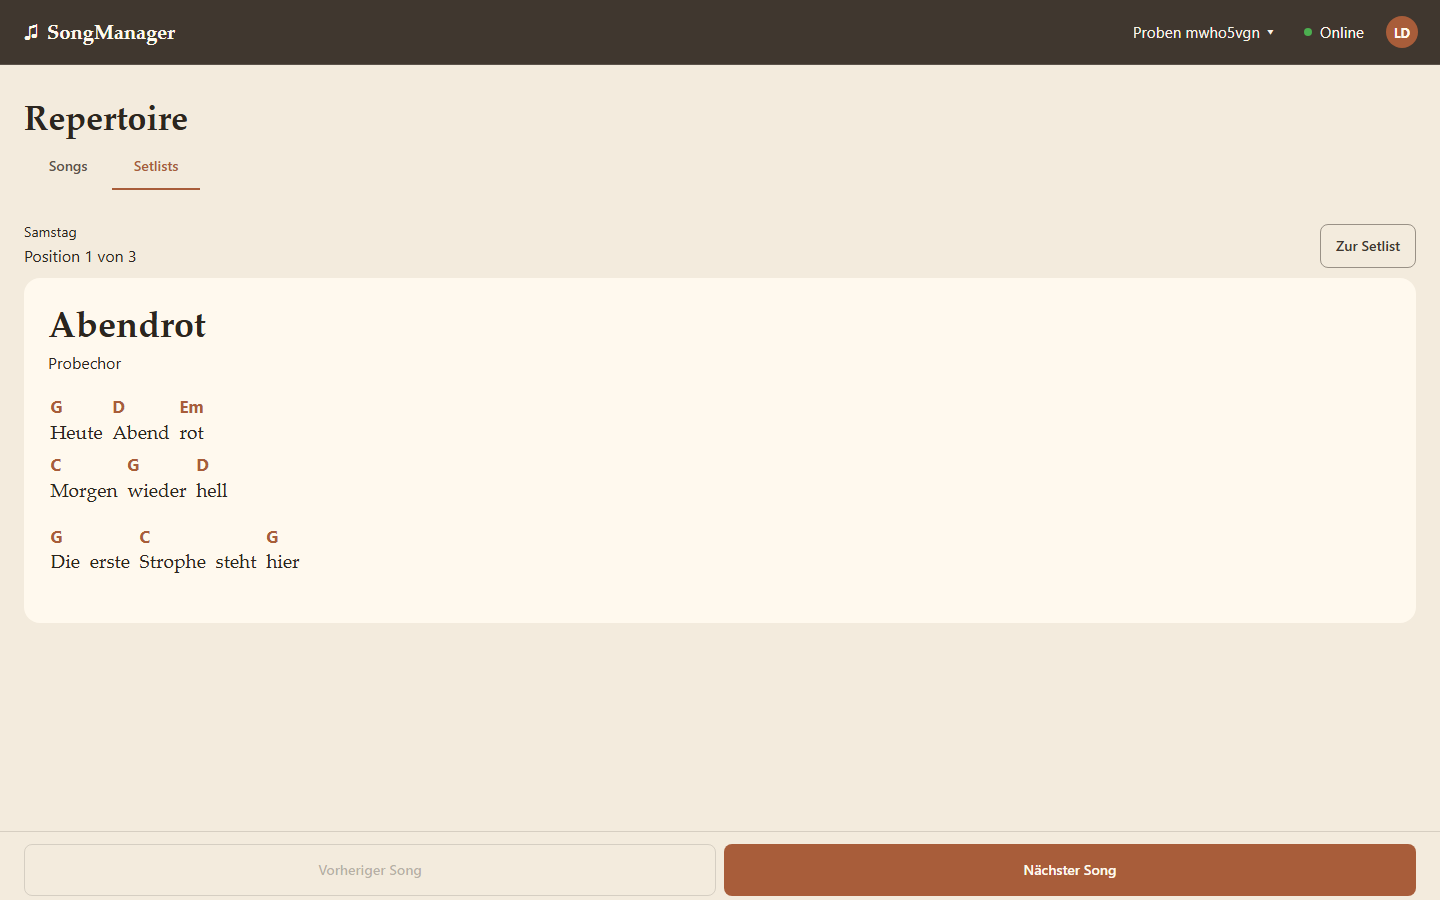 ♫ SongManager
Proben mwho5vgn ▾
Online
LD
Repertoire
Songs
Setlists
Samstag
Position 1 von 3
Zur Setlist
Abendrot
Probechor
G D Em
Heute Abend rot
C G D
Morgen wieder hell
G C G
Die erste Strophe steht hier
Vorheriger Song
Nächster Song